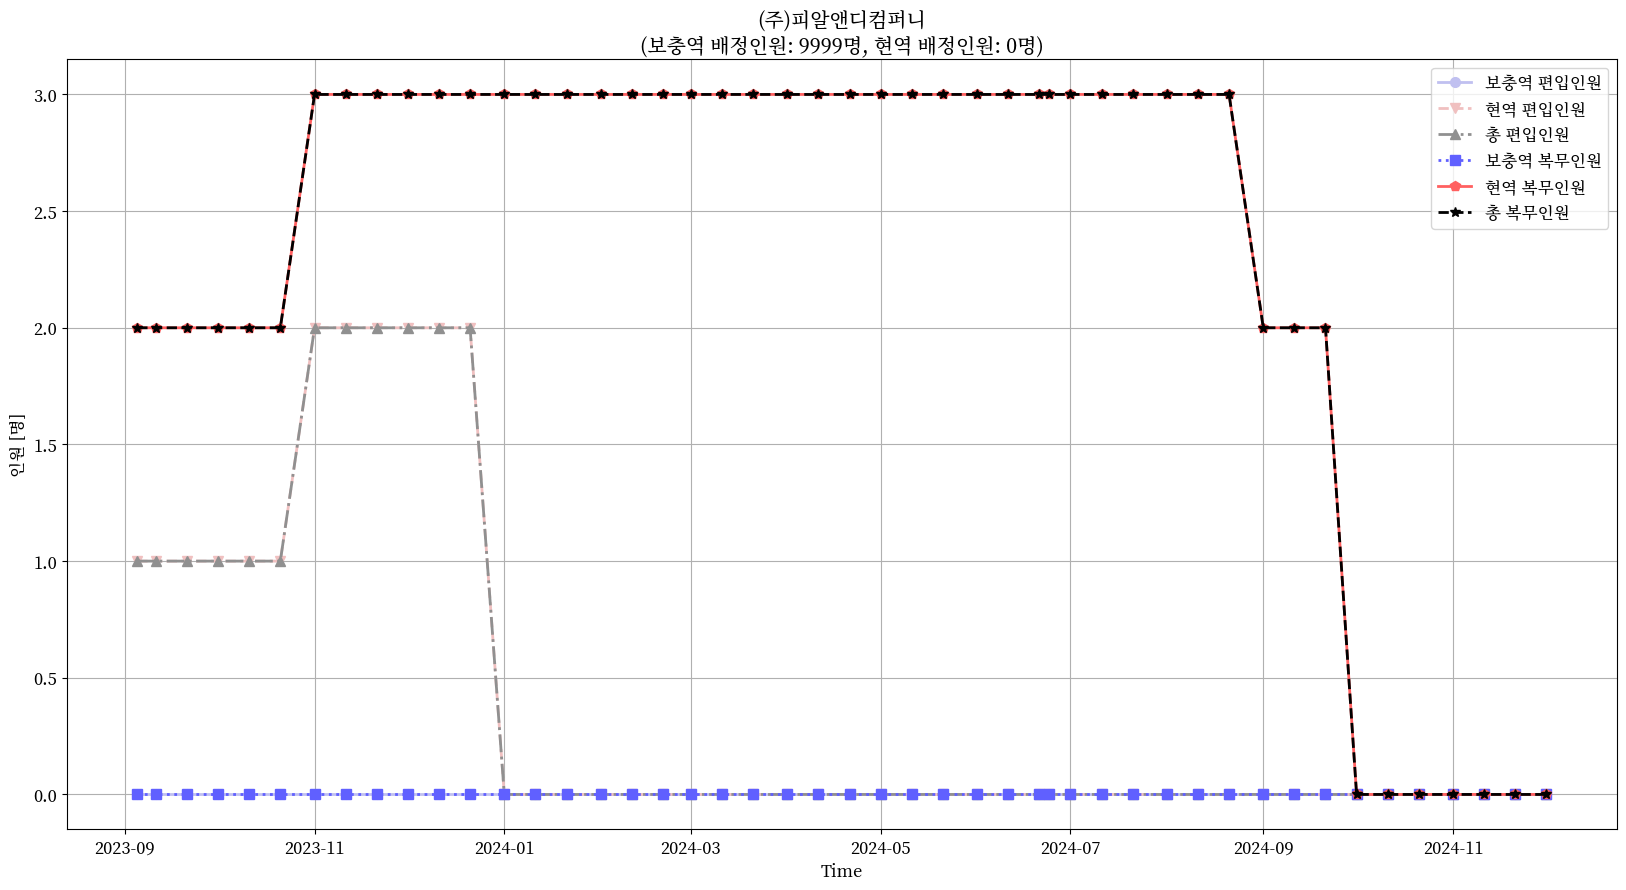 (주)피알앤디컴퍼니
(보충역 배정인원: 9999명, 현역 배정인원: 0명)
보충역 편입인원
현역 편입인원
총 편입인원
보충역 복무인원
현역 복무인원
총 복무인원
인원 [명]
3.0
2.5
2.0
1.5
1.0
0.5
0.0
2023-09
2023-11
2024-01
2024-03
2024-05
2024-07
2024-09
2024-11
Time